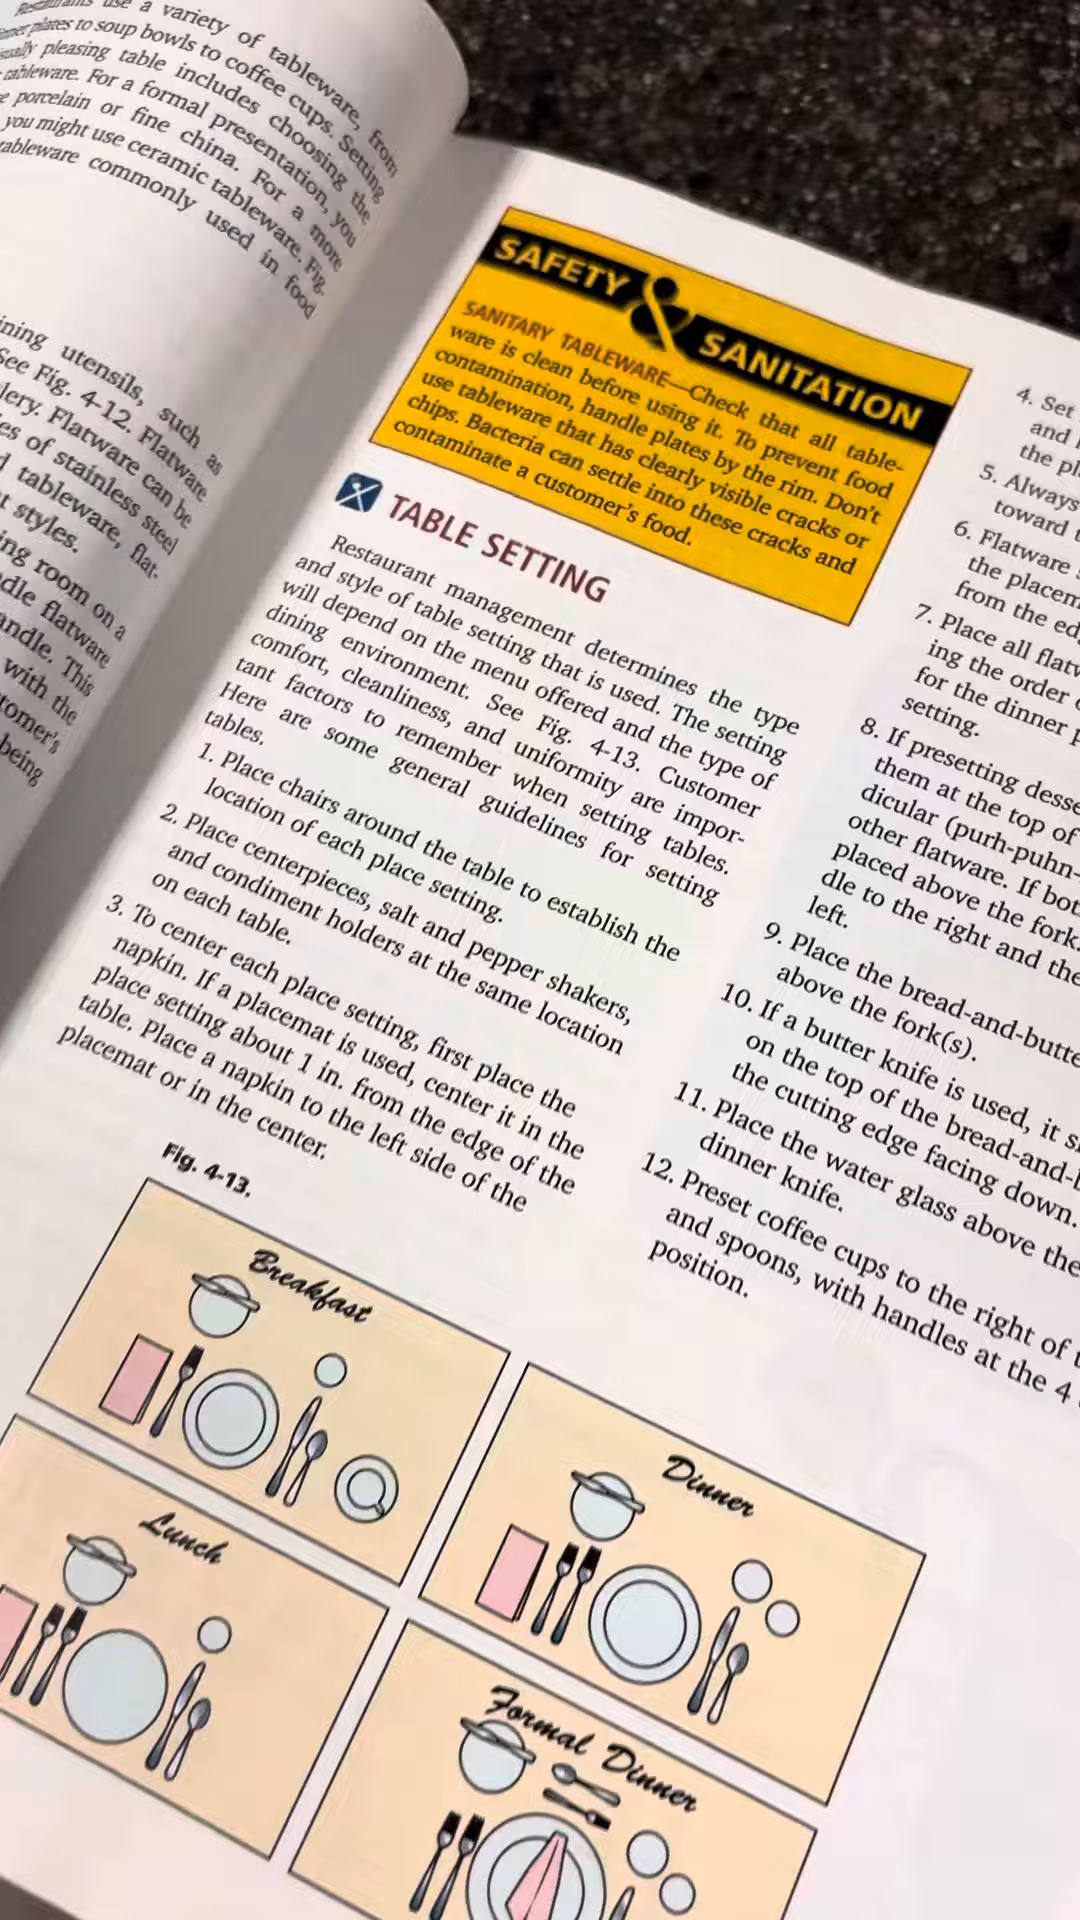 Restaurants use a variety of tableware, from
dinner plates to soup bowls to coffee cups. Setting
visually pleasing table includes choosing the
tableware. For a formal presentation, you
porcelain or fine china. For a more
you might use ceramic tableware. Fig.
tableware commonly used in food
ining utensils, such as
See Fig. 4-12. Flatware
lery. Flatware can be
es of stainless steel
d tableware, flat-
t styles.
ing room on a
dle flatware
andle. This
with the
tomer's
being
SAFETY & SANITATION
SANITARY TABLEWARE—Check that all table-
ware is clean before using it. To prevent food
contamination, handle plates by the rim. Don't
use tableware that has clearly visible cracks or
chips. Bacteria can settle into these cracks and
contaminate a customer's food.
TABLE SETTING
Restaurant management determines the type
and style of table setting that is used. The setting
will depend on the menu offered and the type of
dining environment. See Fig. 4-13. Customer
comfort, cleanliness, and uniformity are impor-
tant factors to remember when setting tables.
Here are some general guidelines for setting
tables.
1. Place chairs around the table to establish the
location of each place setting.
2. Place centerpieces, salt and pepper shakers,
and condiment holders at the same location
on each table.
3. To center each place setting, first place the
napkin. If a placemat is used, center it in the
place setting about 1 in. from the edge of the
table. Place a napkin to the left side of the
placemat or in the center.
4. Set
and
the pl
5. Always
toward
6. Flatware
the placem
from the ed
7. Place all flatw
ing the order
for the dinner p
setting.
8. If presetting desse
them at the top of
dicular (purh-puhn-
other flatware. If bot
placed above the fork,
dle to the right and the
left.
9. Place the bread-and-butte
above the fork(s).
10. If a butter knife is used, it s
on the top of the bread-and-b
the cutting edge facing down.
11. Place the water glass above the
dinner knife.
12. Preset coffee cups to the right of t
and spoons, with handles at the 4
position.
Fig. 4-13.
Breakfast
Dinner
Lunch
Formal Dinner